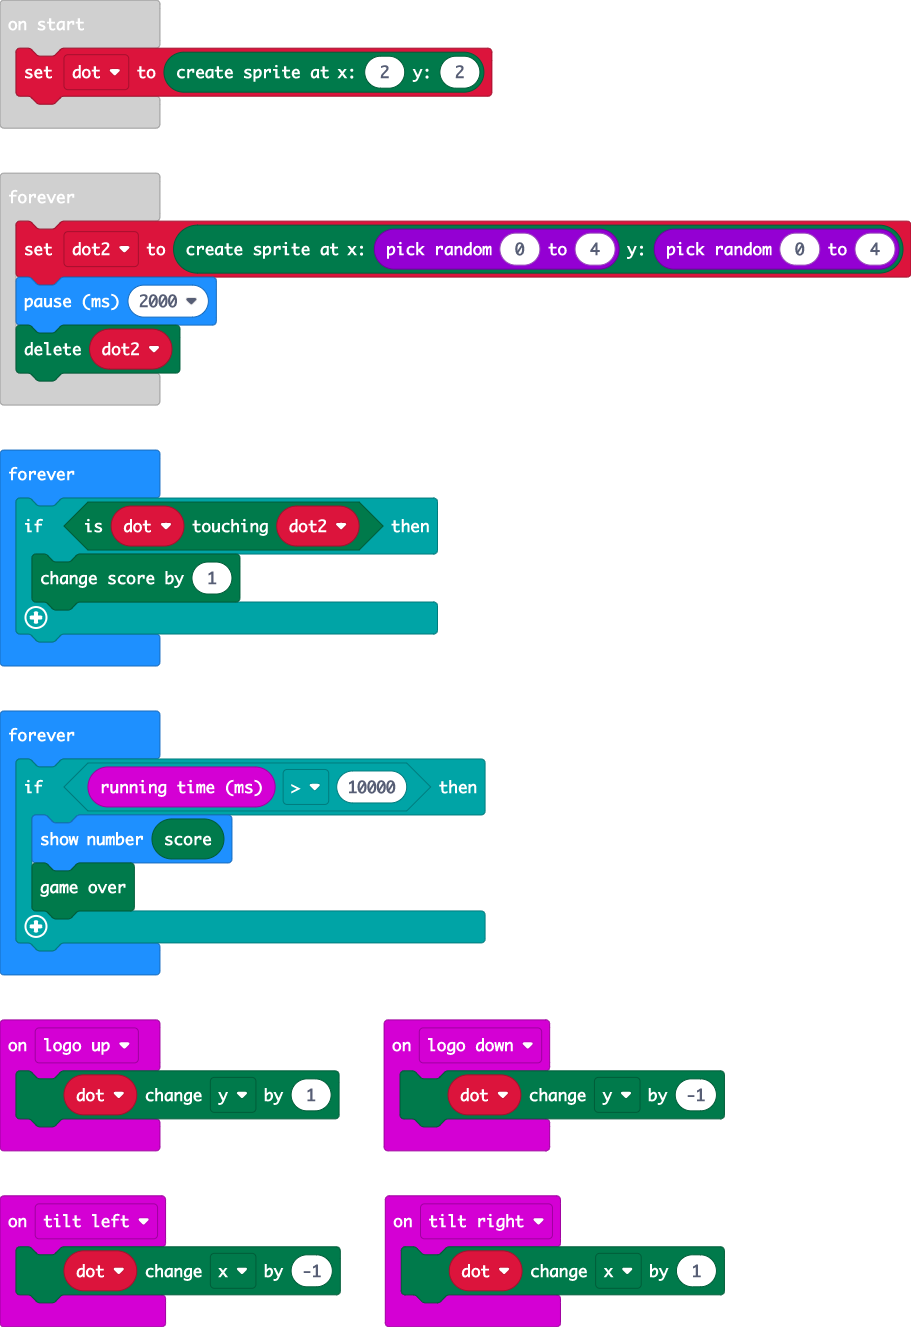 on start
set dot to create sprite at x: 2 y: 2
forever
set dot2 to create sprite at x: pick random 0 to 4 y: pick random 0 to 4
pause (ms) 2000
delete dot2
forever
if is dot touching dot2 then
change score by 1
forever
if running time (ms) > 10000 then
show number score
game over
on logo up
dot change y by 1
on logo down
dot change y by -1
on tilt left
dot change x by -1
on tilt right
dot change x by 1